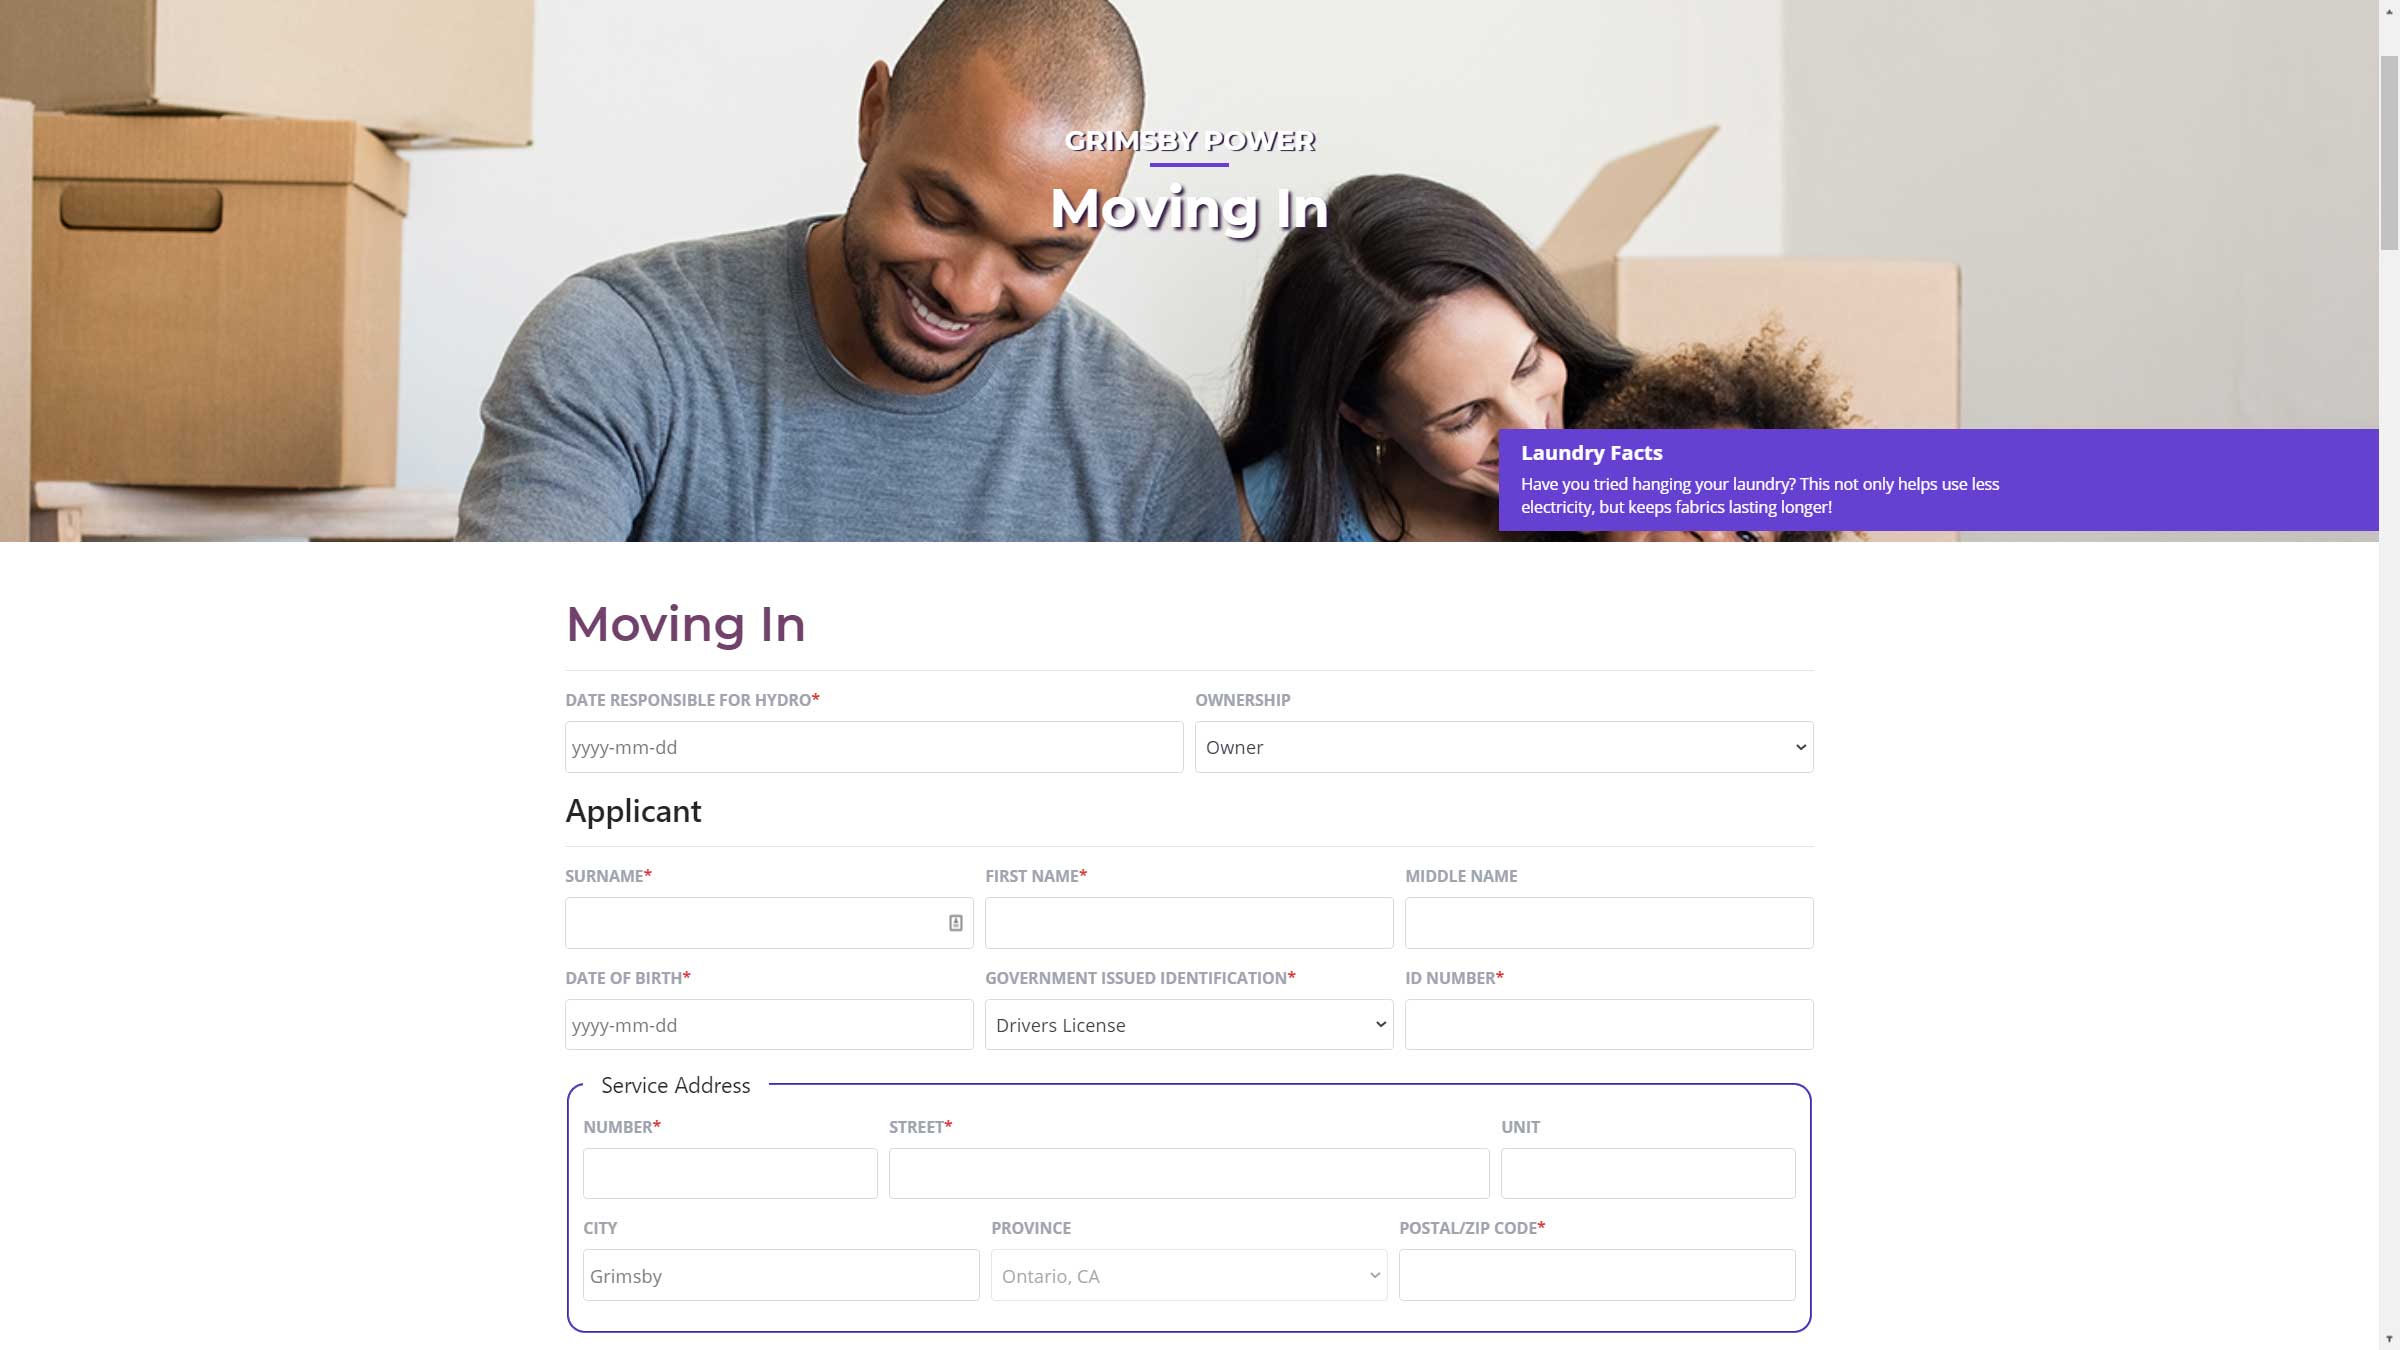 GRIMSBY POWER
Moving In
Laundry Facts
Have you tried hanging your laundry? This not only helps use less
electricity, but keeps fabrics lasting longer!
Moving In
DATE RESPONSIBLE FOR HYDRO* OWNERSHIP
yyyy-mm-dd Owner
Applicant
SURNAME* FIRST NAME* MIDDLE NAME
DATE OF BIRTH* GOVERNMENT ISSUED IDENTIFICATION* ID NUMBER*
yyyy-mm-dd Drivers License
Service Address
NUMBER* STREET* UNIT
CITY PROVINCE POSTAL/ZIP CODE*
Grimsby Ontario, CA